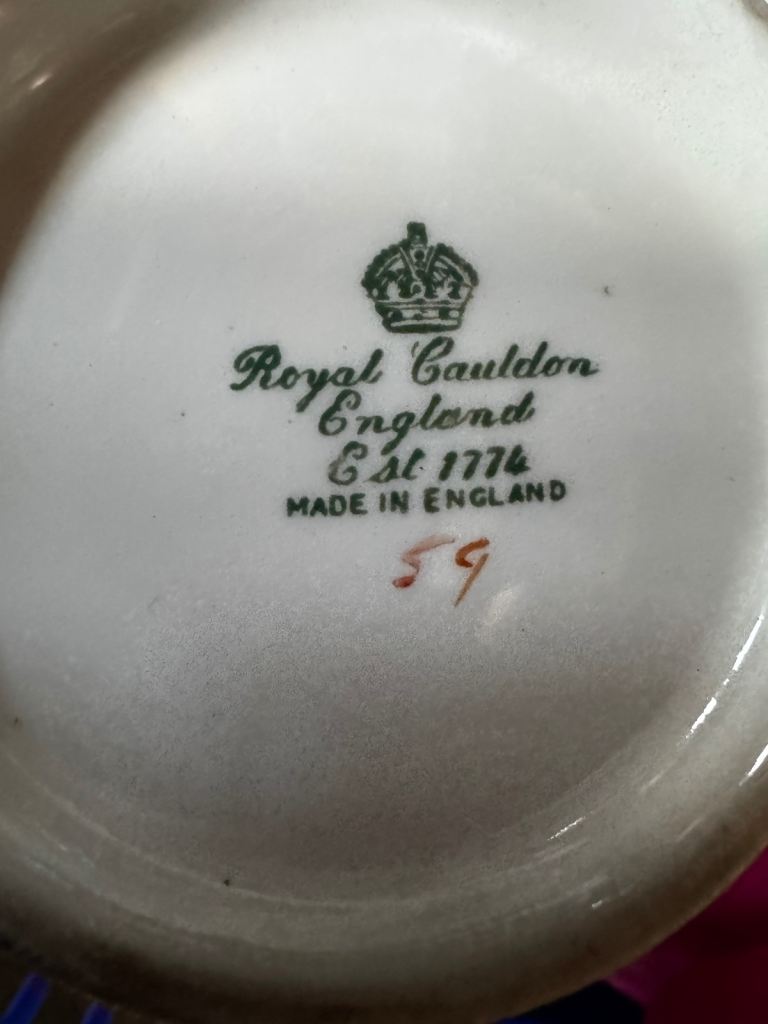 Royal Cauldon
England
Est 1774
MADE IN ENGLAND
59